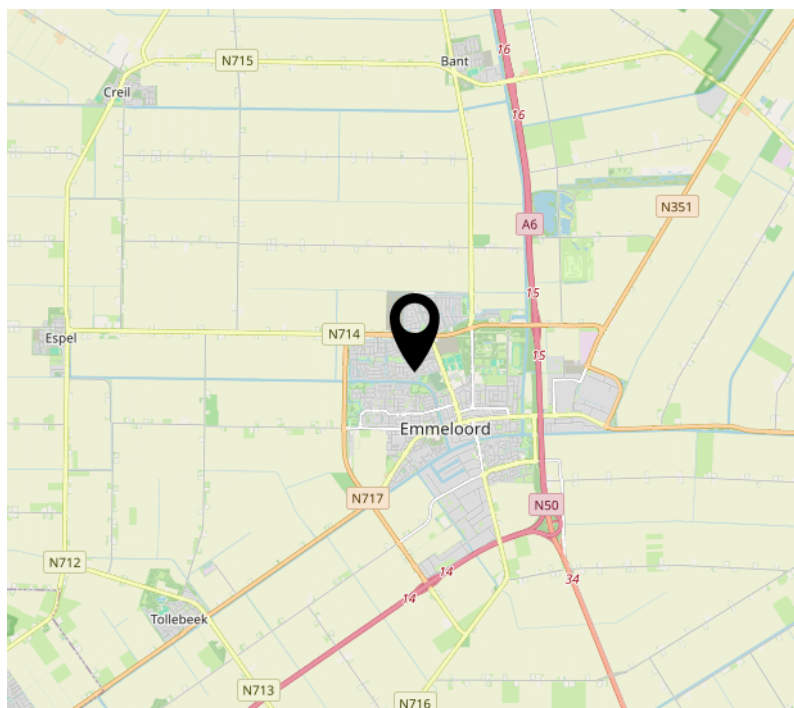 16
N715
Bant
Creil
16
N351
A6
15
N714
Espel
15
Emmeloord
N717
N50
N712
14
34
14
Tollebeek
N713
N716